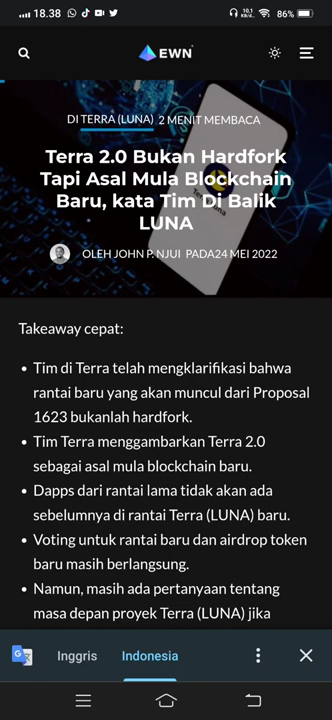 18.38
10,1
KB/s
86%
EWN
DI TERRA (LUNA) 2 MENIT MEMBACA
Terra 2.0 Bukan Hardfork
Tapi Asal Mula Blockchain
Baru, kata Tim Di Balik
LUNA
OLEH JOHN P. NJUI PADA24 MEI 2022
Takeaway cepat:
• Tim di Terra telah mengklarifikasi bahwa
rantai baru yang akan muncul dari Proposal
1623 bukanlah hardfork.
• Tim Terra menggambarkan Terra 2.0
sebagai asal mula blockchain baru.
• Dapps dari rantai lama tidak akan ada
sebelumnya di rantai Terra (LUNA) baru.
• Voting untuk rantai baru dan airdrop token
baru masih berlangsung.
• Namun, masih ada pertanyaan tentang
masa depan proyek Terra (LUNA) jika
Inggris Indonesia